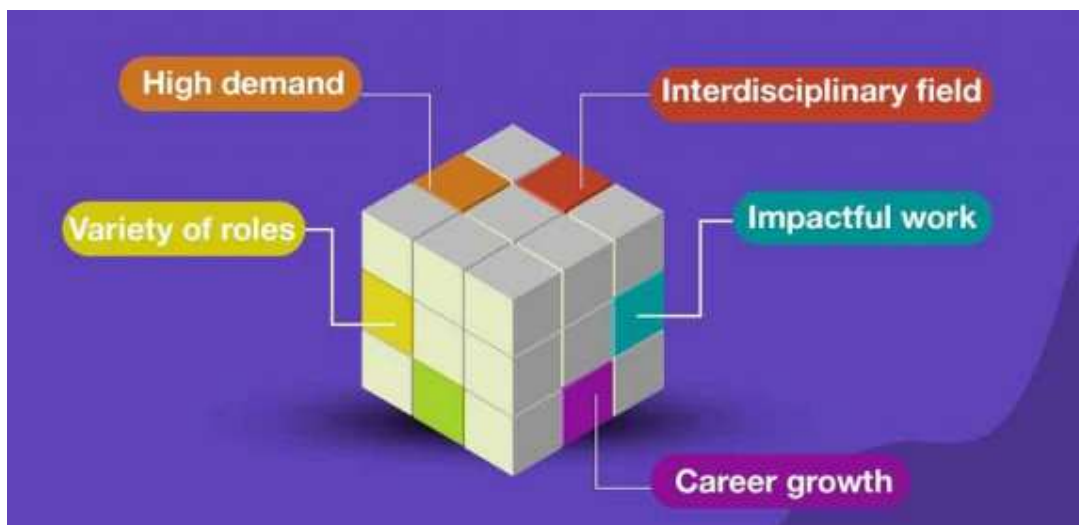 High demand
Interdisciplinary field
Variety of roles
Impactful work
Career growth